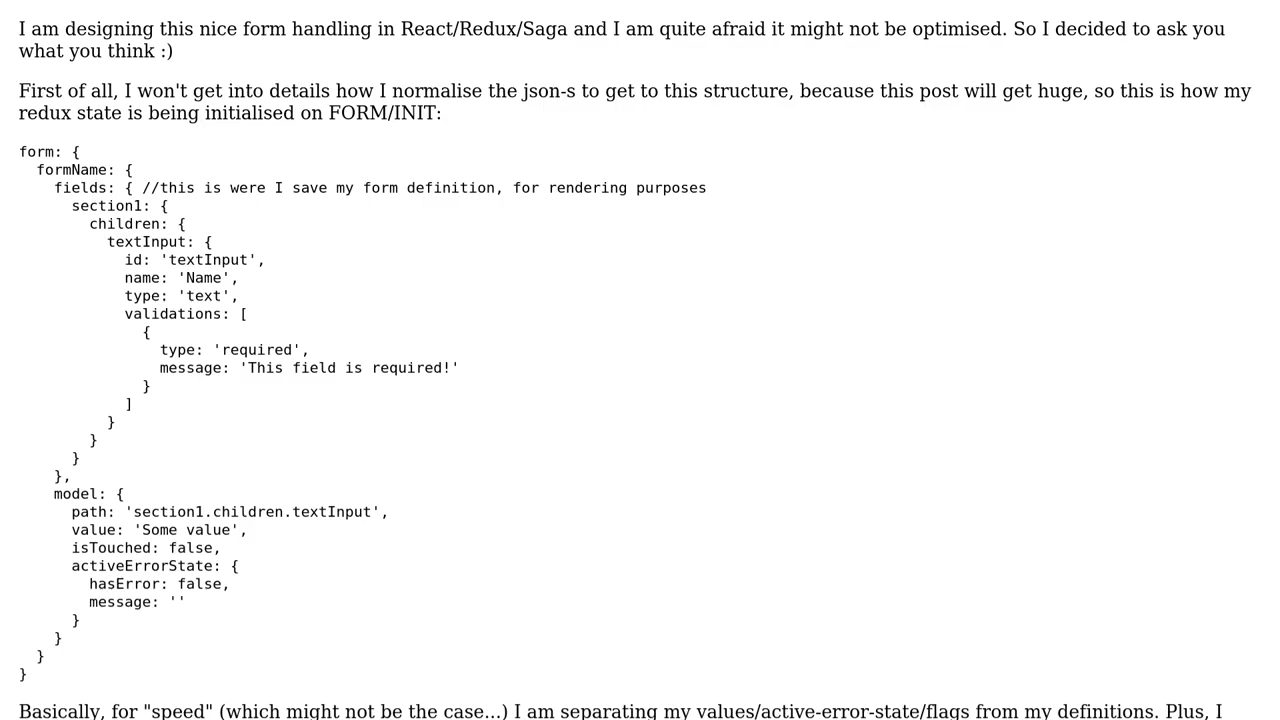 I am designing this nice form handling in React/Redux/Saga and I am quite afraid it might not be optimised. So I decided to ask you
what you think :)
First of all, I won't get into details how I normalise the json-s to get to this structure, because this post will get huge, so this is how my
redux state is being initialised on FORM/INIT:
form: {
  formName: {
    fields: { //this is were I save my form definition, for rendering purposes
      section1: {
        children: {
          textInput: {
            id: 'textInput',
            name: 'Name',
            type: 'text',
            validations: [
              {
                type: 'required',
                message: 'This field is required!'
              }
            ]
          }
        }
      }
    },
    model: {
      path: 'section1.children.textInput',
      value: 'Some value',
      isTouched: false,
      activeErrorState: {
        hasError: false,
        message: ''
      }
    }
  }
}
Basically, for "speed" (which might not be the case...) I am separating my values/active-error-state/flags from my definitions. Plus, I